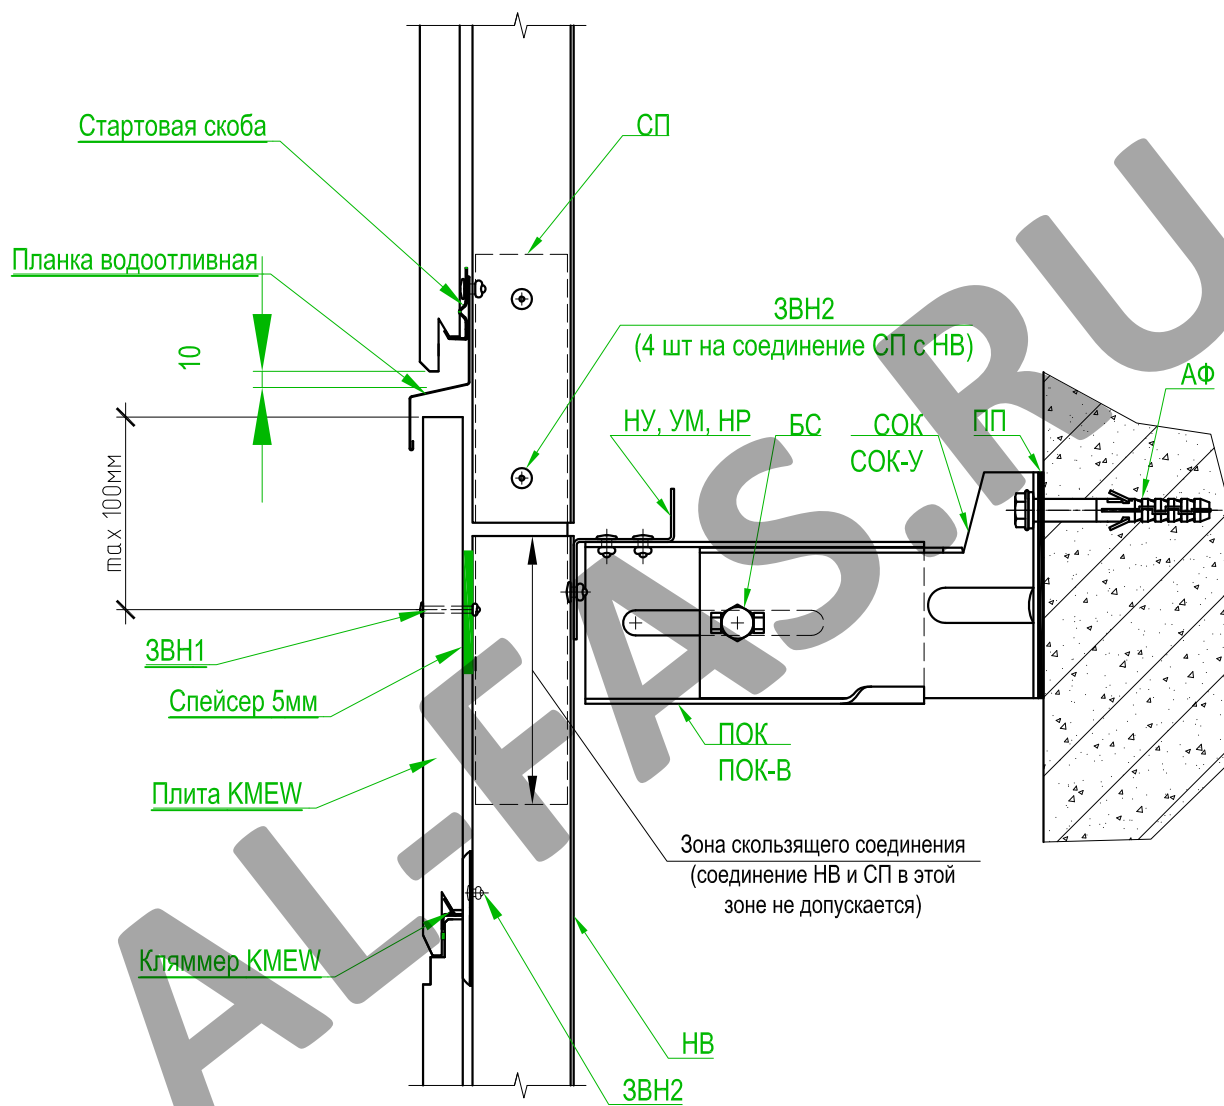 Стартовая скоба
СП
Планка водоотливная
10
ЗВН2
(4 шт на соединение СП с НВ)
НУ, УМ, НР
БС
СОК
СОК-У
ПП
АФ
max 100мм
ЗВН1
Спейсер 5мм
Плита KMEW
ПОК
ПОК-В
Зона скользящего соединения
(соединение НВ и СП в этой
зоне не допускается)
Кляммер KMEW
НВ
ЗВН2
AL-FAS.RU